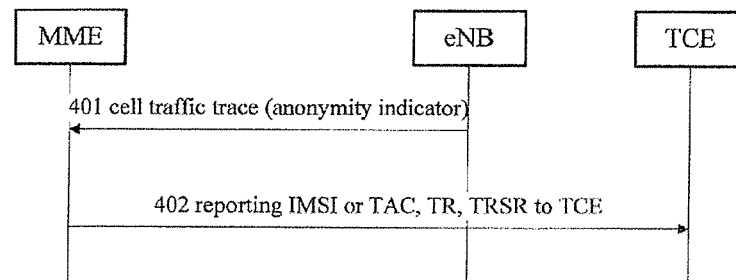 MME eNB TCE
401 cell traffic trace (anonymity indicator)
402 reporting IMSI or TAC, TR, TRSR to TCE